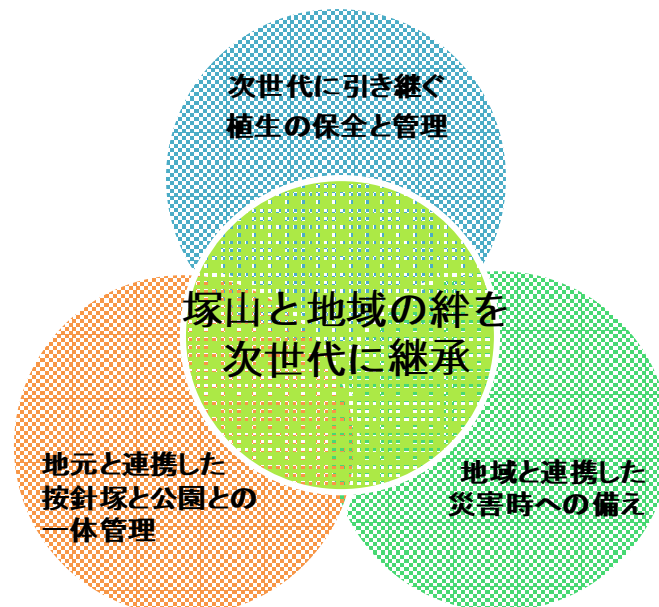 次世代に引き継ぐ
植生の保全と管理
塚山と地域の絆を
次世代に継承
地元と連携した
按針塚と公園との
一体管理
地域と連携した
災害時への備え